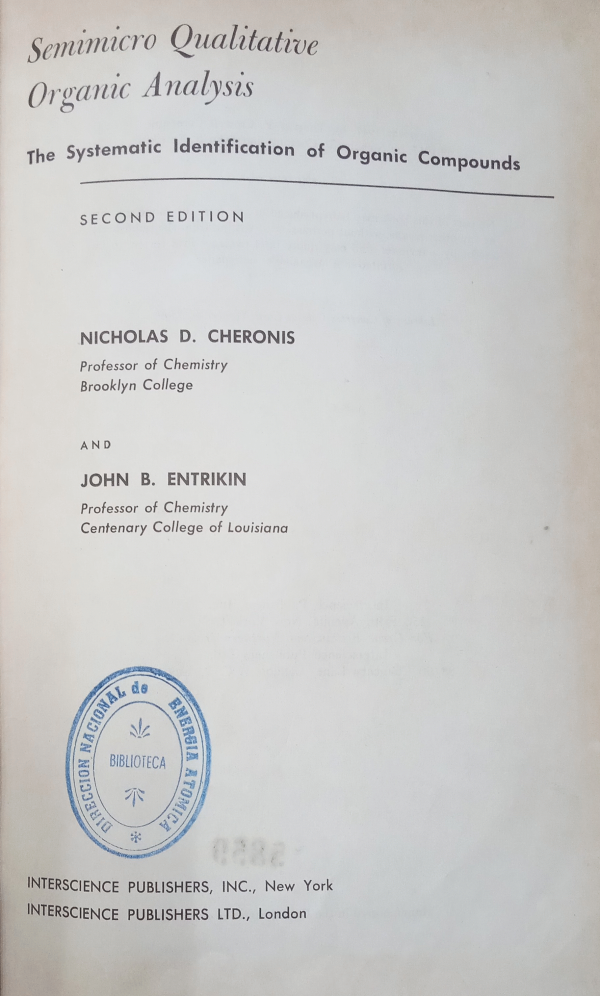 Semimicro Qualitative
Organic Analysis
The Systematic Identification of Organic Compounds
SECOND EDITION
NICHOLAS D. CHERONIS
Professor of Chemistry
Brooklyn College
AND
JOHN B. ENTRIKIN
Professor of Chemistry
Centenary College of Louisiana
DIRECCION NACIONAL de ENERGIA ATOMICA
BIBLIOTECA
INTERSCIENCE PUBLISHERS, INC., New York
INTERSCIENCE PUBLISHERS LTD., London